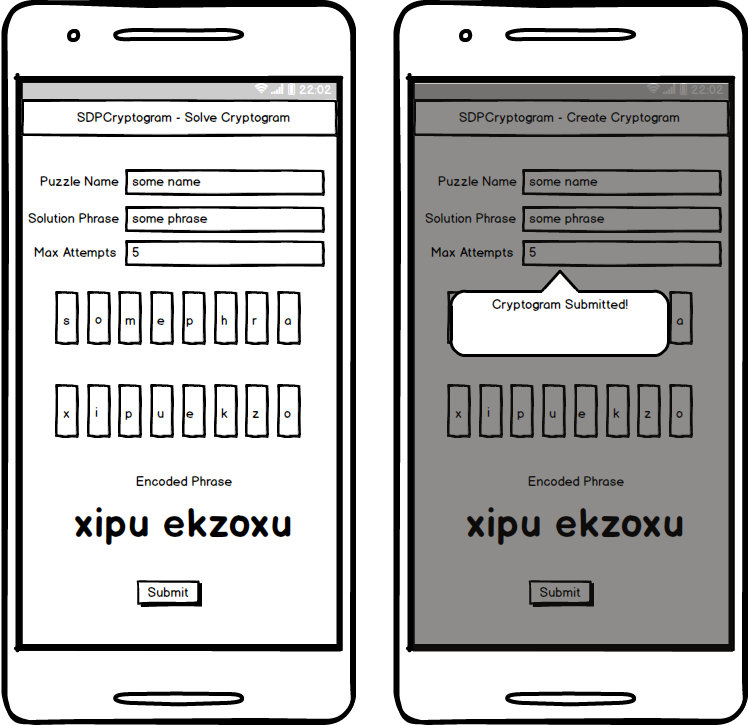 22:02
SDPCryptogram - Solve Cryptogram
Puzzle Name some name
Solution Phrase some phrase
Max Attempts 5
s o m e p h r a
x i p u e k z o
Encoded Phrase
xipu ekzoxu
Submit
22:02
SDPCryptogram - Create Cryptogram
Puzzle Name some name
Solution Phrase some phrase
Max Attempts 5
Cryptogram Submitted!
a
x i p u e k z o
Encoded Phrase
xipu ekzoxu
Submit